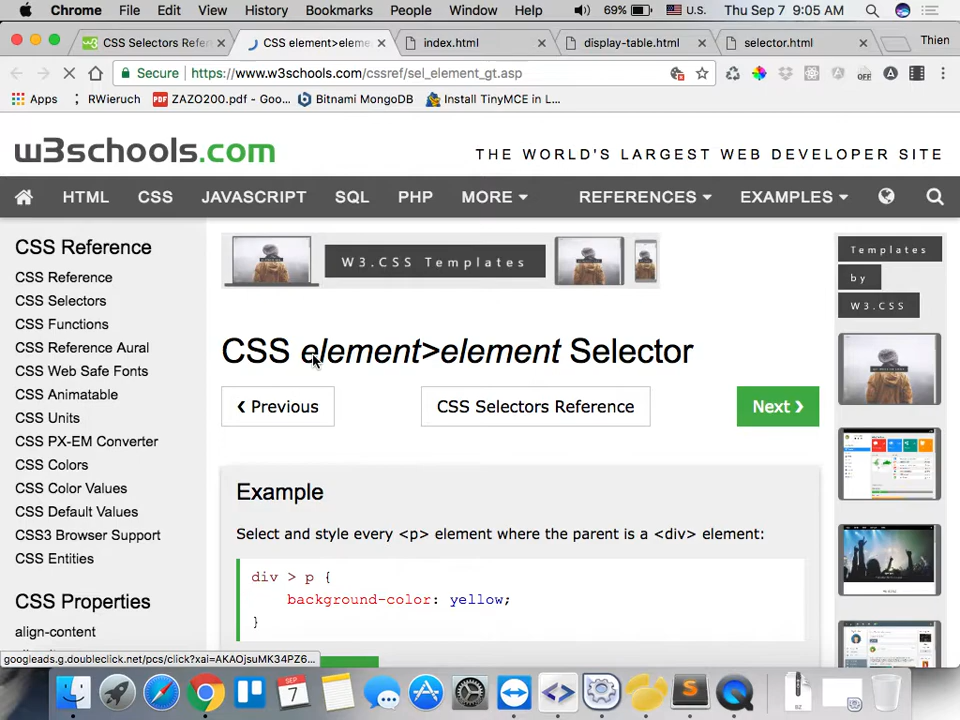 Chrome File Edit View History Bookmarks People Window Help 69% U.S. Thu Sep 7 9:05 AM
CSS Selectors Refer CSS element>eleme index.html display-table.html selector.html Thien
Secure https://www.w3schools.com/cssref/sel_element_gt.asp
Apps RWieruch ZAZO200.pdf - Goo... Bitnami MongoDB Install TinyMCE in L...
w3schools.com
THE WORLD'S LARGEST WEB DEVELOPER SITE
HTML CSS JAVASCRIPT SQL PHP MORE REFERENCES EXAMPLES
CSS Reference
CSS Reference
CSS Selectors
CSS Functions
CSS Reference Aural
CSS Web Safe Fonts
CSS Animatable
CSS Units
CSS PX-EM Converter
CSS Colors
CSS Color Values
CSS Default Values
CSS3 Browser Support
CSS Entities
CSS Properties
align-content
W3.CSS Templates
CSS element>element Selector
❮ Previous
CSS Selectors Reference
Next ❯
Example
Select and style every <p> element where the parent is a <div> element:
div > p {
background-color: yellow;
}
Templates
by
W3.CSS
googleads.g.doubleclick.net/pcs/click?xai=AKAOjsuMK34PZ6...
7